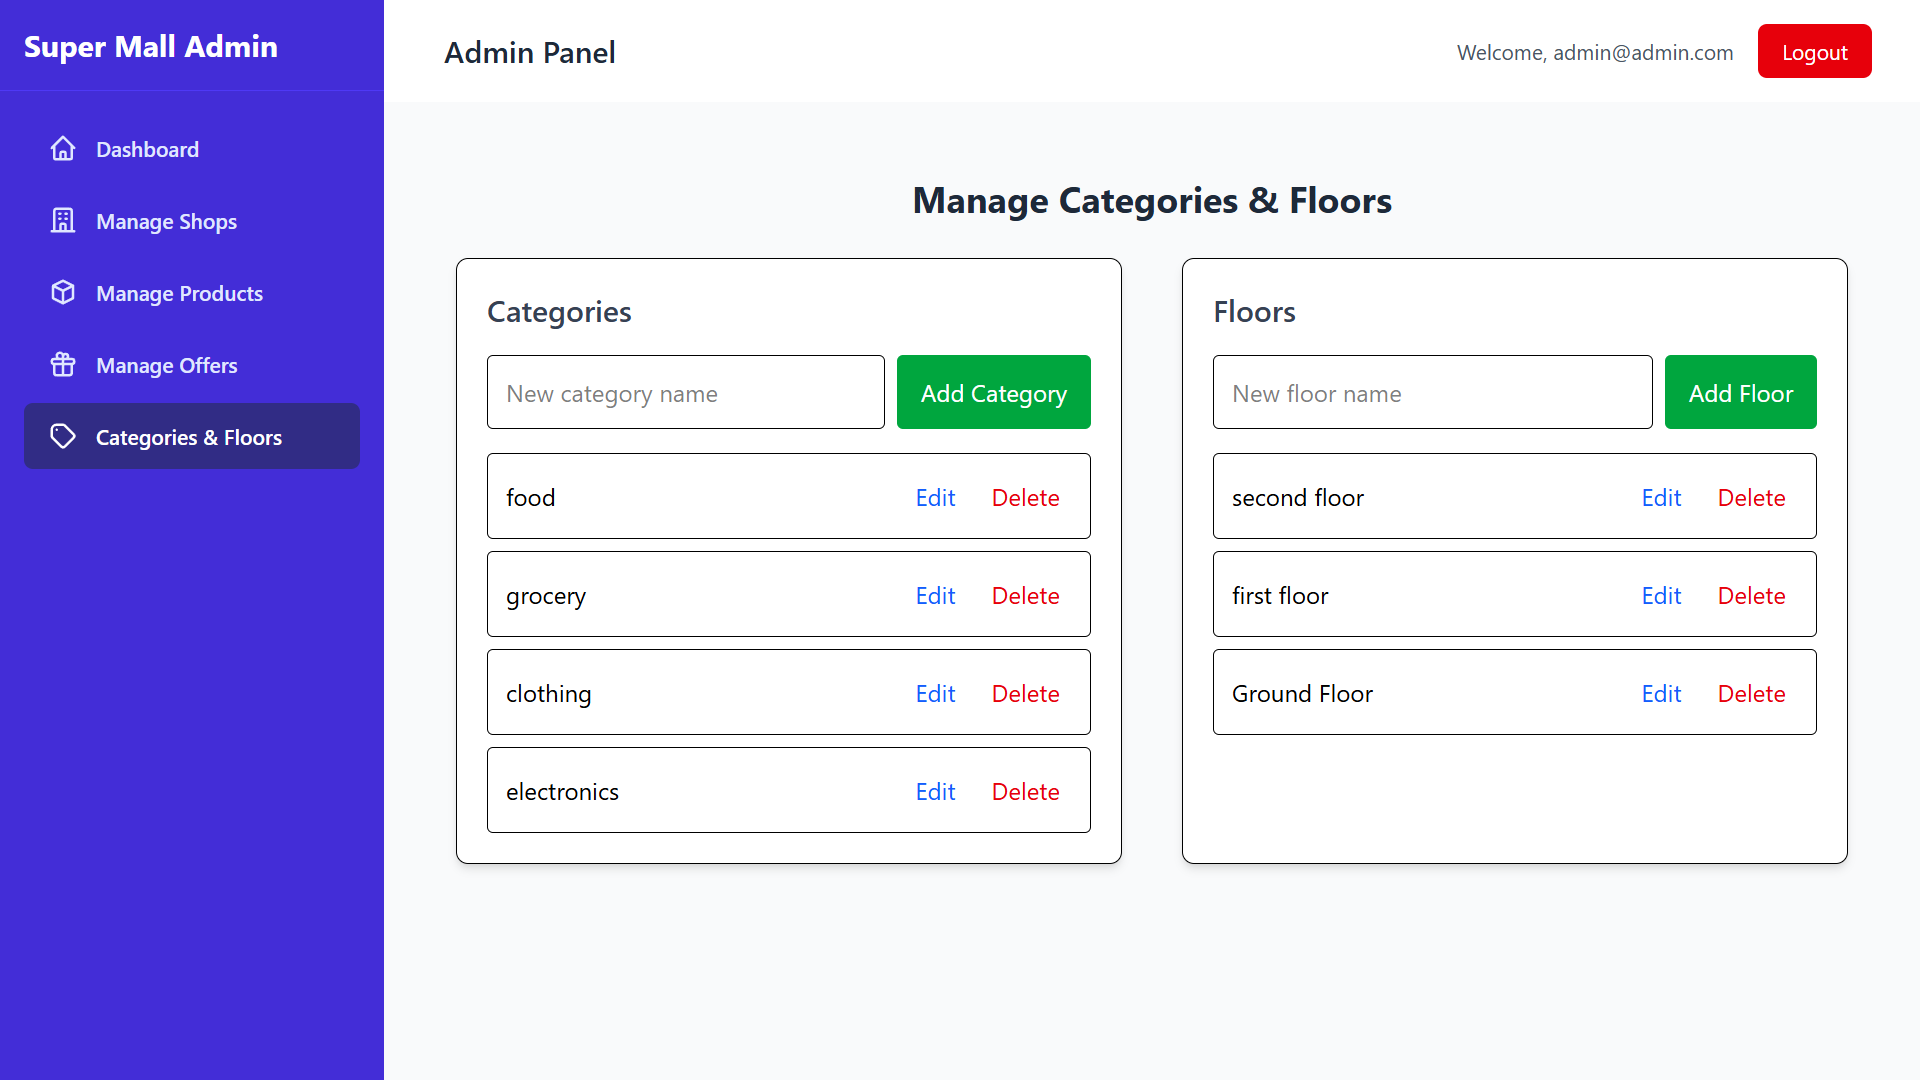 Super Mall Admin
Dashboard
Manage Shops
Manage Products
Manage Offers
Categories & Floors
Admin Panel
Welcome, admin@admin.com
Logout
Manage Categories & Floors
Categories
New category name
Add Category
food Edit Delete
grocery Edit Delete
clothing Edit Delete
electronics Edit Delete
Floors
New floor name
Add Floor
second floor Edit Delete
first floor Edit Delete
Ground Floor Edit Delete